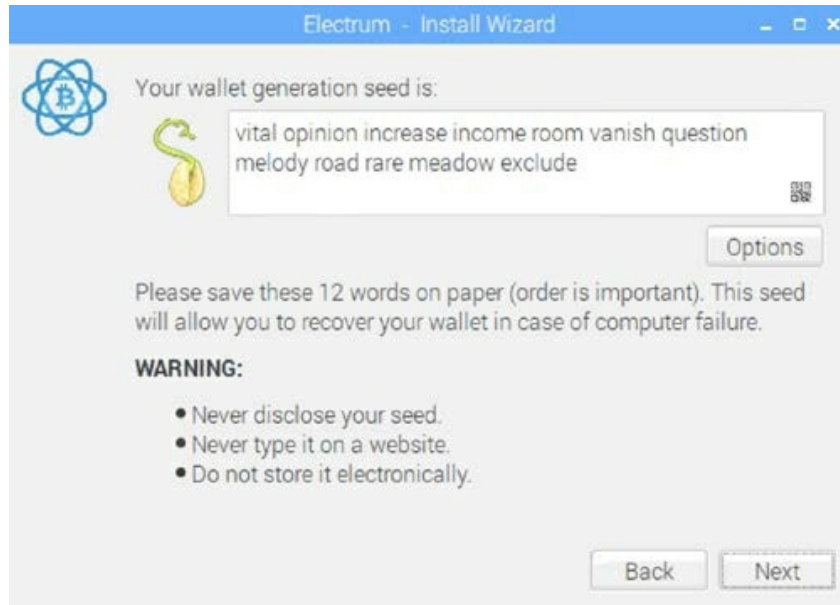 Electrum - Install Wizard
Your wallet generation seed is:
vital opinion increase income room vanish question
melody road rare meadow exclude
Options
Please save these 12 words on paper (order is important). This seed
will allow you to recover your wallet in case of computer failure.
WARNING:
• Never disclose your seed.
• Never type it on a website.
• Do not store it electronically.
Back Next